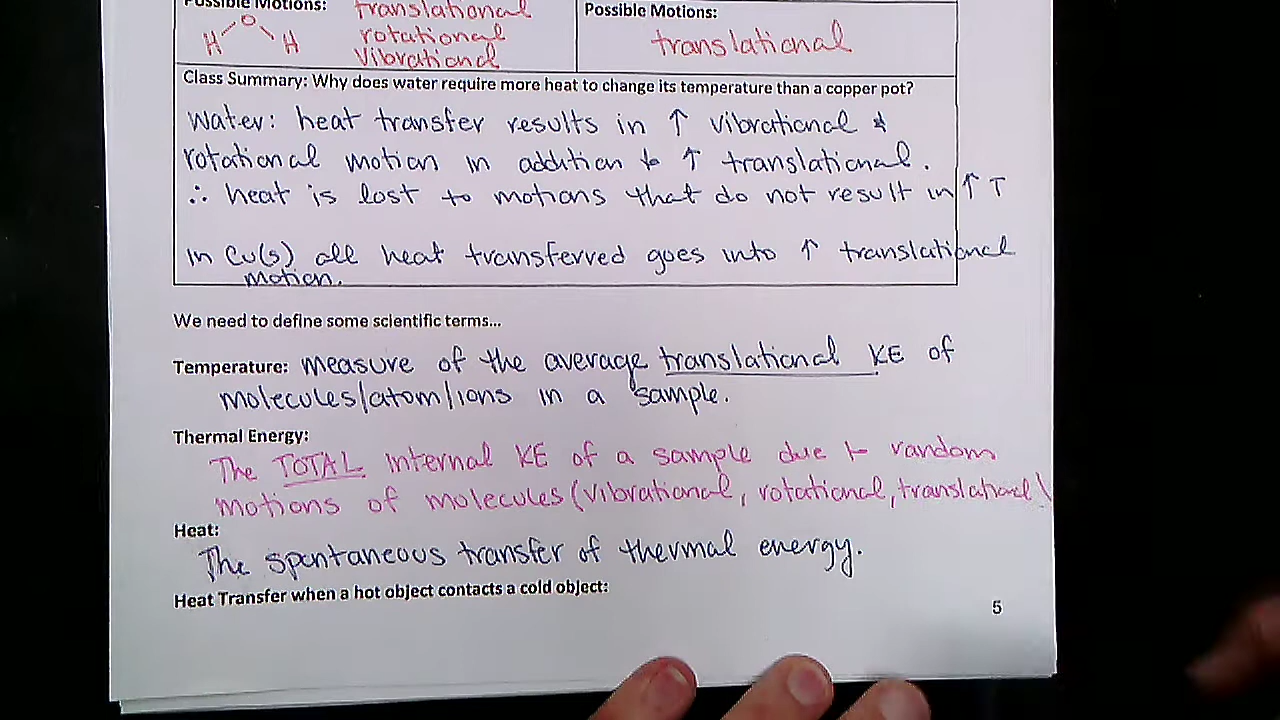 Possible Motions: translational
H O H rotational
vibrational
Possible Motions:
translational
Class Summary: Why does water require more heat to change its temperature than a copper pot?
Water: heat transfer results in ↑ vibrational &
rotational motion in addition to ↑ translational.
∴ heat is lost to motions that do not result in ↑ T
in Cu(s) all heat transferred goes into ↑ translational
motion.
We need to define some scientific terms...
Temperature: measure of the average translational KE of
molecules/atom/ions in a sample.
Thermal Energy:
The TOTAL internal KE of a sample due to random
motions of molecules (vibrational, rotational, translational)
Heat:
The spontaneous transfer of thermal energy.
Heat Transfer when a hot object contacts a cold object:
5